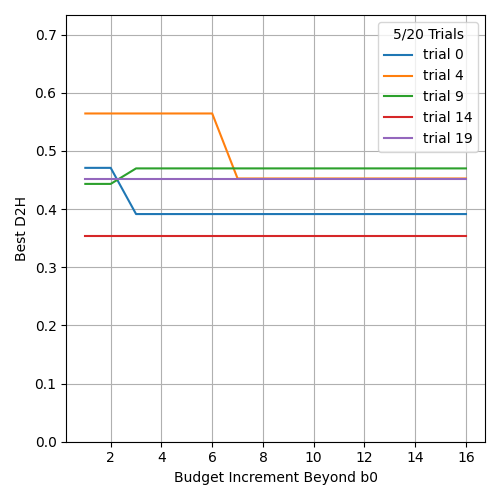 5/20 Trials
trial 0
trial 4
trial 9
trial 14
trial 19
0.7
0.6
0.5
0.4
0.3
0.2
0.1
0.0
Best D2H
2 4 6 8 10 12 14 16
Budget Increment Beyond b0